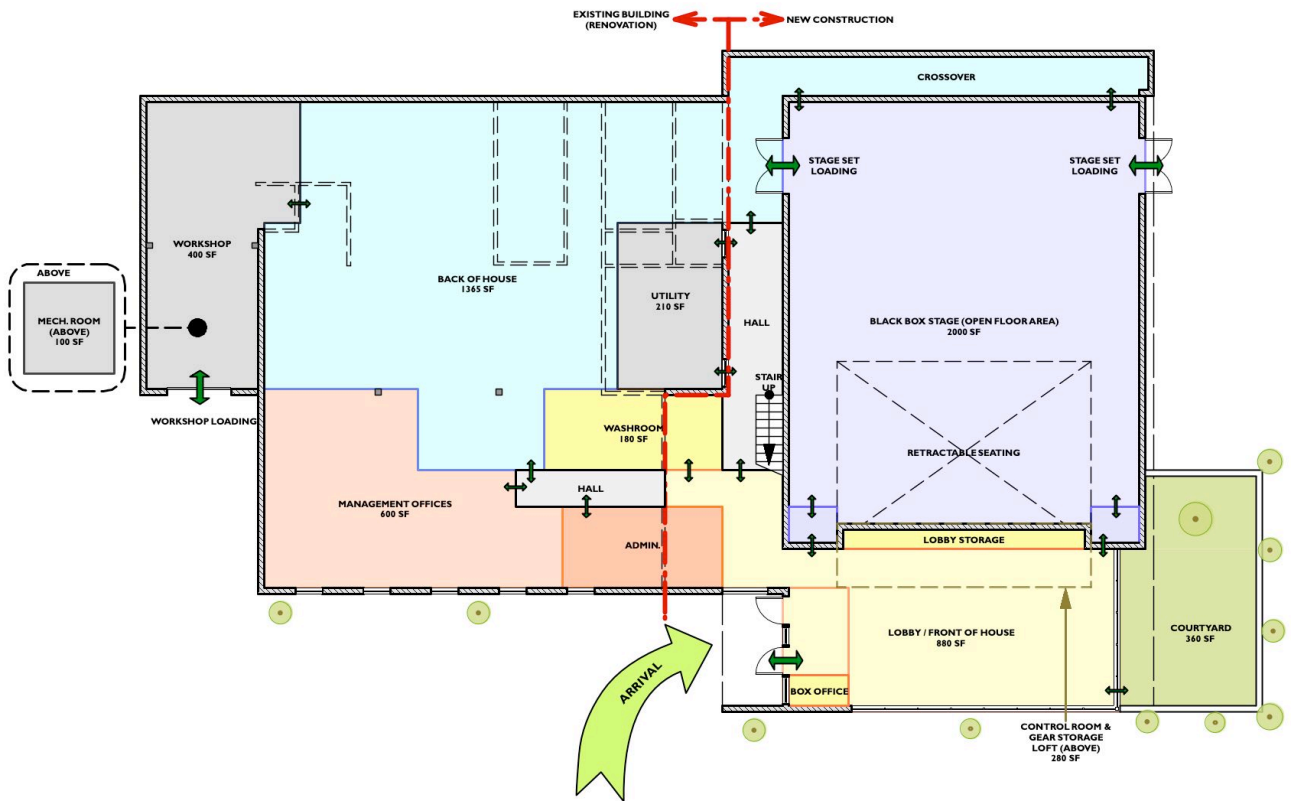 EXISTING BUILDING
(RENOVATION)
NEW CONSTRUCTION
CROSSOVER
STAGE SET
LOADING
STAGE SET
LOADING
WORKSHOP
400 SF
ABOVE
MECH. ROOM
(ABOVE)
100 SF
BACK OF HOUSE
1365 SF
UTILITY
210 SF
HALL
BLACK BOX STAGE (OPEN FLOOR AREA)
2000 SF
STAIR
UP
WORKSHOP LOADING
WASHROOM
180 SF
RETRACTABLE SEATING
HALL
MANAGEMENT OFFICES
600 SF
ADMIN.
LOBBY STORAGE
LOBBY / FRONT OF HOUSE
880 SF
COURTYARD
360 SF
ARRIVAL
BOX OFFICE
CONTROL ROOM &
GEAR STORAGE
LOFT (ABOVE)
280 SF